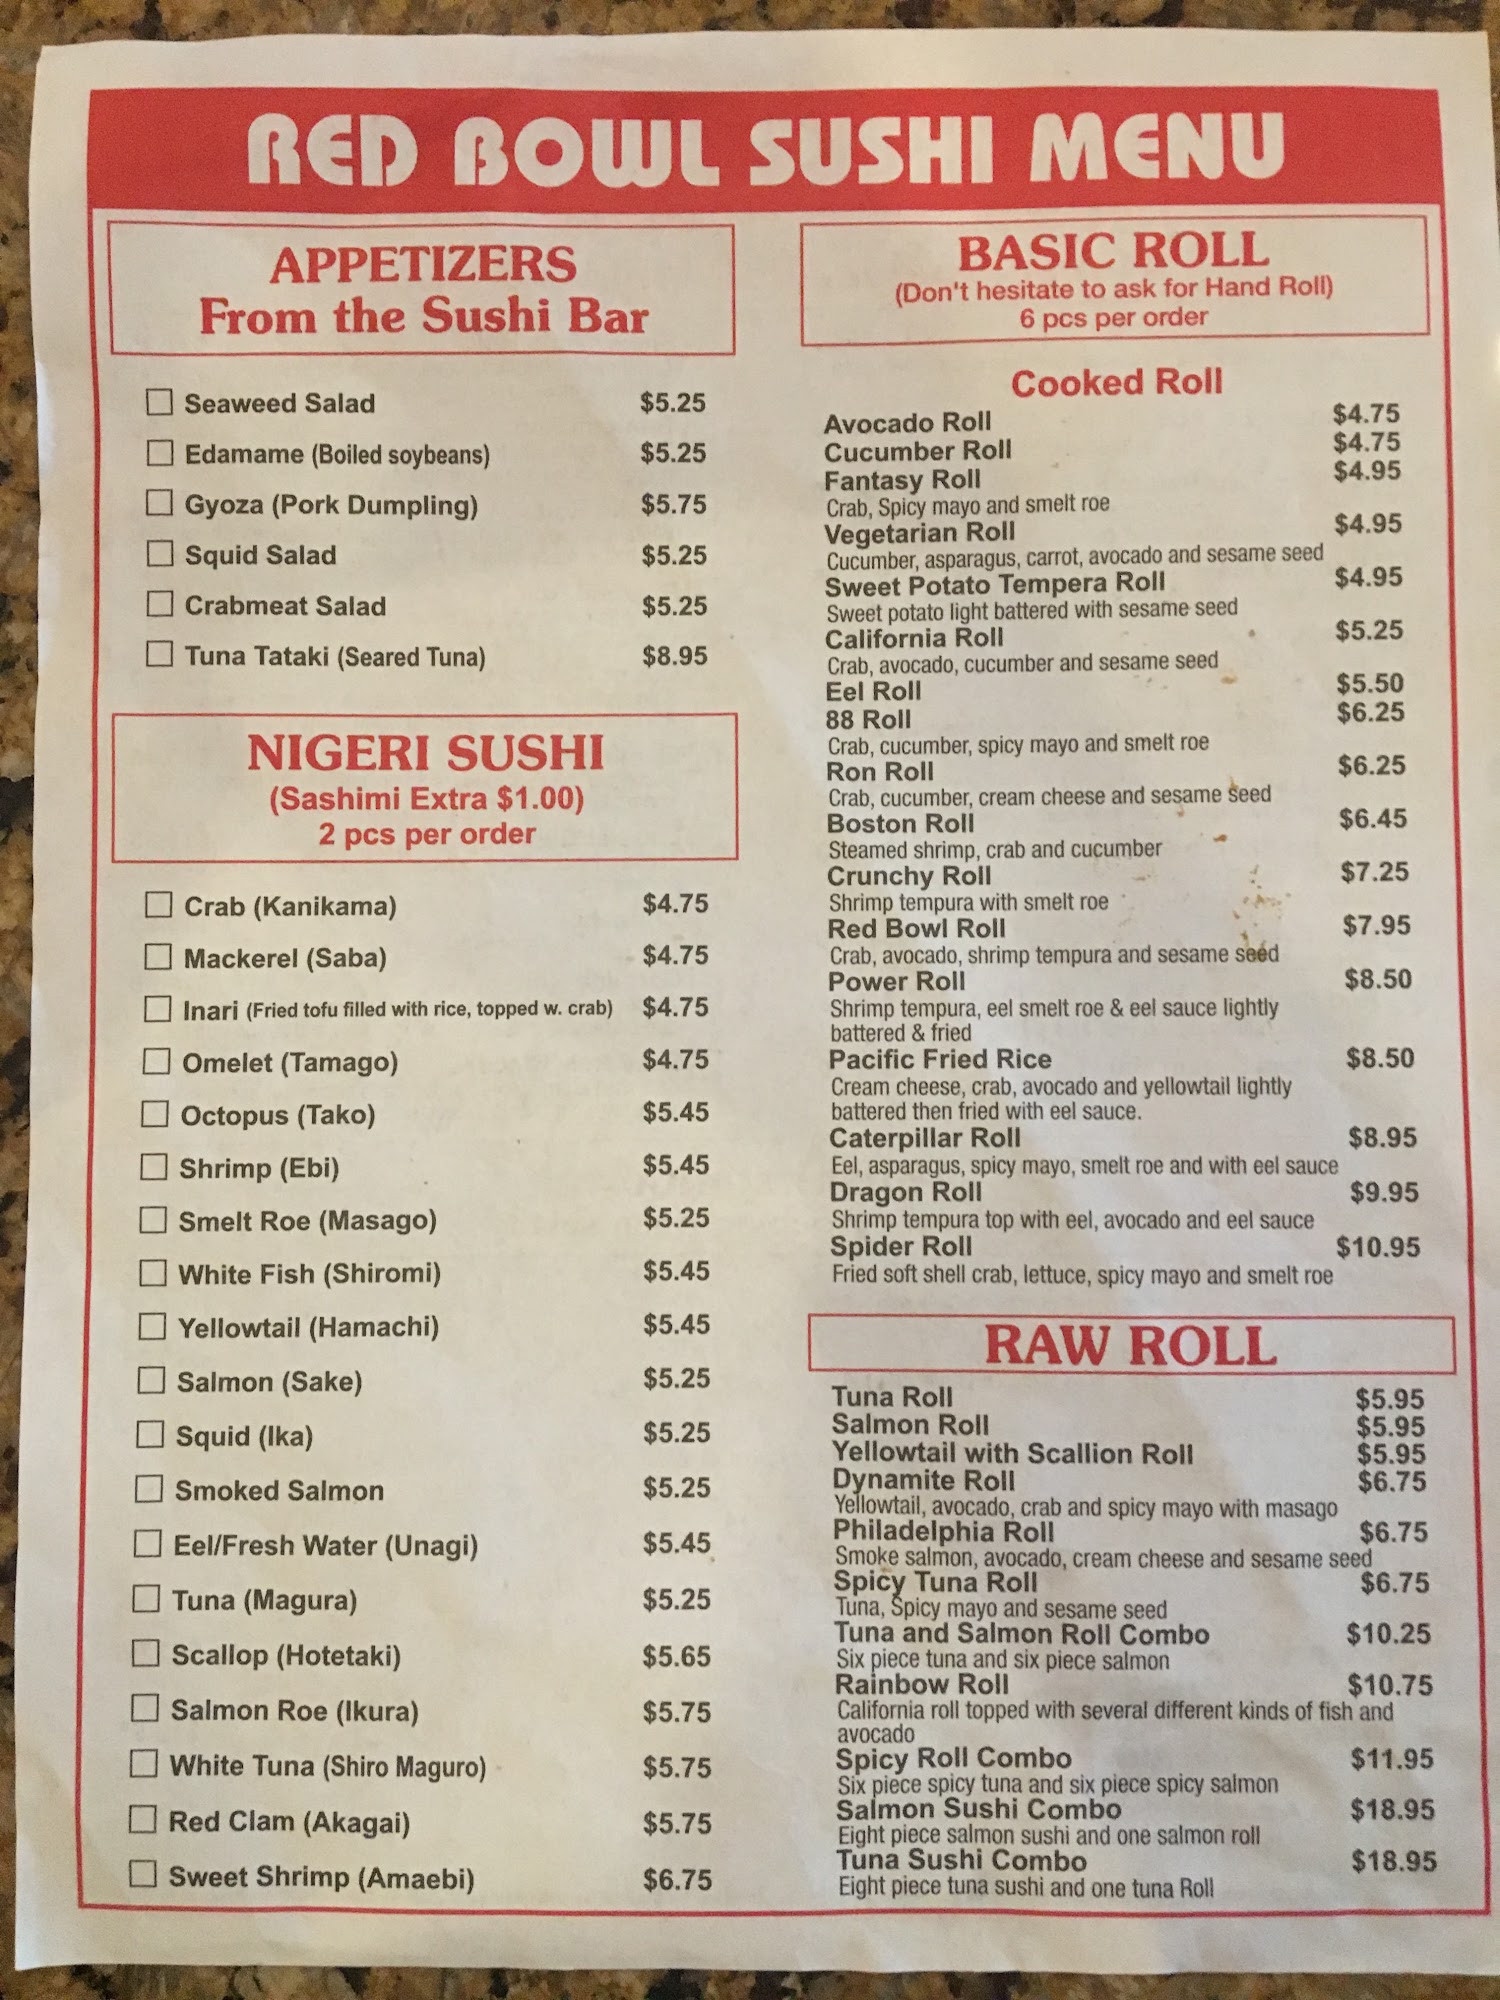 RED BOWL SUSHI MENU
APPETIZERS
From the Sushi Bar
Seaweed Salad $5.25
Edamame (Boiled soybeans) $5.25
Gyoza (Pork Dumpling) $5.75
Squid Salad $5.25
Crabmeat Salad $5.25
Tuna Tataki (Seared Tuna) $8.95
NIGERI SUSHI
(Sashimi Extra $1.00)
2 pcs per order
Crab (Kanikama) $4.75
Mackerel (Saba) $4.75
Inari (Fried tofu filled with rice, topped w. crab) $4.75
Omelet (Tamago) $4.75
Octopus (Tako) $5.45
Shrimp (Ebi) $5.45
Smelt Roe (Masago) $5.25
White Fish (Shiromi) $5.45
Yellowtail (Hamachi) $5.45
Salmon (Sake) $5.25
Squid (Ika) $5.25
Smoked Salmon $5.25
Eel/Fresh Water (Unagi) $5.45
Tuna (Magura) $5.25
Scallop (Hotetaki) $5.65
Salmon Roe (Ikura) $5.75
White Tuna (Shiro Maguro) $5.75
Red Clam (Akagai) $5.75
Sweet Shrimp (Amaebi) $6.75
BASIC ROLL
(Don't hesitate to ask for Hand Roll)
6 pcs per order
Cooked Roll
Avocado Roll $4.75
Cucumber Roll $4.75
Fantasy Roll $4.95
Crab, Spicy mayo and smelt roe
Vegetarian Roll $4.95
Cucumber, asparagus, carrot, avocado and sesame seed
Sweet Potato Tempera Roll $4.95
Sweet potato light battered with sesame seed
California Roll $5.25
Crab, avocado, cucumber and sesame seed
Eel Roll $5.50
88 Roll $6.25
Crab, cucumber, spicy mayo and smelt roe
Ron Roll $6.25
Crab, cucumber, cream cheese and sesame seed
Boston Roll $6.45
Steamed shrimp, crab and cucumber
Crunchy Roll $7.25
Shrimp tempura with smelt roe
Red Bowl Roll $7.95
Crab, avocado, shrimp tempura and sesame seed
Power Roll $8.50
Shrimp tempura, eel smelt roe & eel sauce lightly
battered & fried
Pacific Fried Rice $8.50
Cream cheese, crab, avocado and yellowtail lightly
battered then fried with eel sauce.
Caterpillar Roll $8.95
Eel, asparagus, spicy mayo, smelt roe and with eel sauce
Dragon Roll $9.95
Shrimp tempura top with eel, avocado and eel sauce
Spider Roll $10.95
Fried soft shell crab, lettuce, spicy mayo and smelt roe
RAW ROLL
Tuna Roll $5.95
Salmon Roll $5.95
Yellowtail with Scallion Roll $5.95
Dynamite Roll $6.75
Yellowtail, avocado, crab and spicy mayo with masago
Philadelphia Roll $6.75
Smoke salmon, avocado, cream cheese and sesame seed
Spicy Tuna Roll $6.75
Tuna, Spicy mayo and sesame seed
Tuna and Salmon Roll Combo $10.25
Six piece tuna and six piece salmon
Rainbow Roll $10.75
California roll topped with several different kinds of fish and
avocado
Spicy Roll Combo $11.95
Six piece spicy tuna and six piece spicy salmon
Salmon Sushi Combo $18.95
Eight piece salmon sushi and one salmon roll
Tuna Sushi Combo $18.95
Eight piece tuna sushi and one tuna Roll